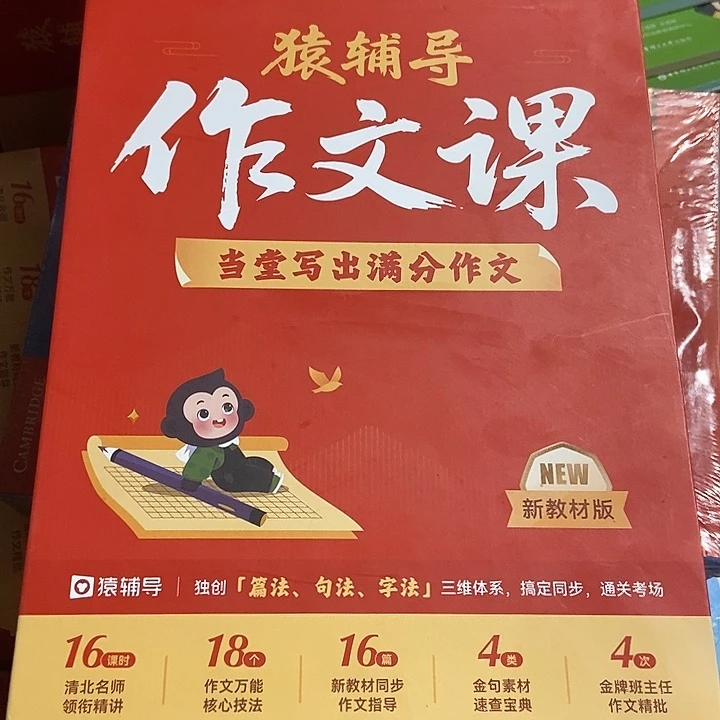 猿辅导
作文课
当堂写出满分作文
NEW
新教材版
猿辅导 独创「篇法、句法、字法」三维体系，搞定同步，通关考场
16课时
清北名师
领衔精讲
18个
作文万能
核心技法
16篇
新教材同步
作文指导
4类
金句素材
速查宝典
4次
金牌班主任
作文精批
CAMBRIDGE